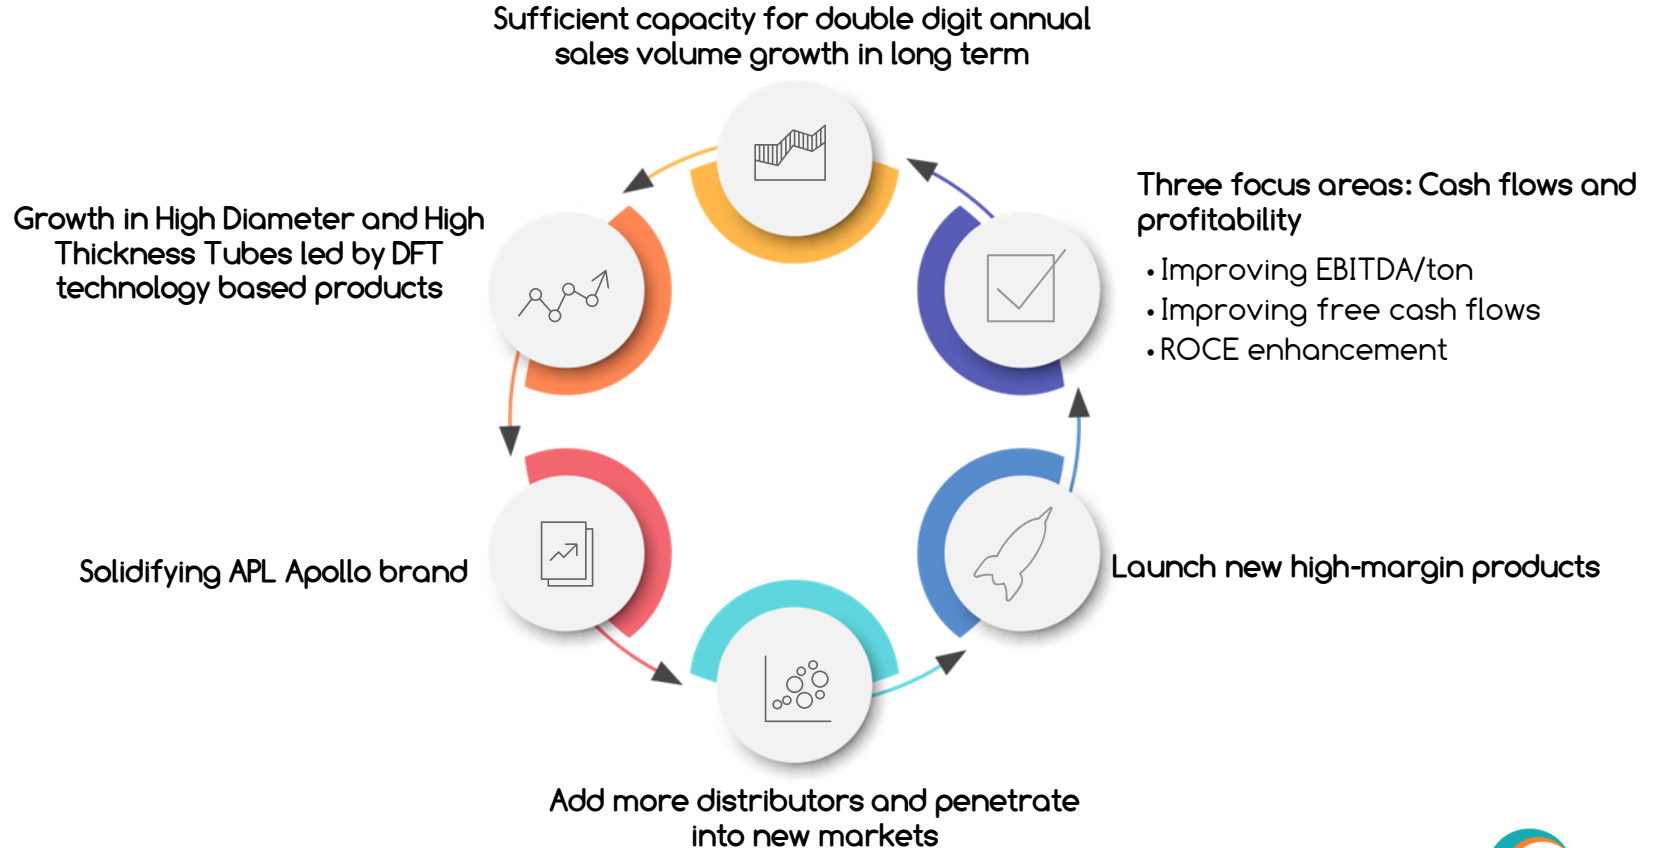 Sufficient capacity for double digit annual
sales volume growth in long term
Three focus areas: Cash flows and
profitability
• Improving EBITDA/ton
• Improving free cash flows
• ROCE enhancement
Growth in High Diameter and High
Thickness Tubes led by DFT
technology based products
Solidifying APL Apollo brand
Launch new high-margin products
Add more distributors and penetrate
into new markets